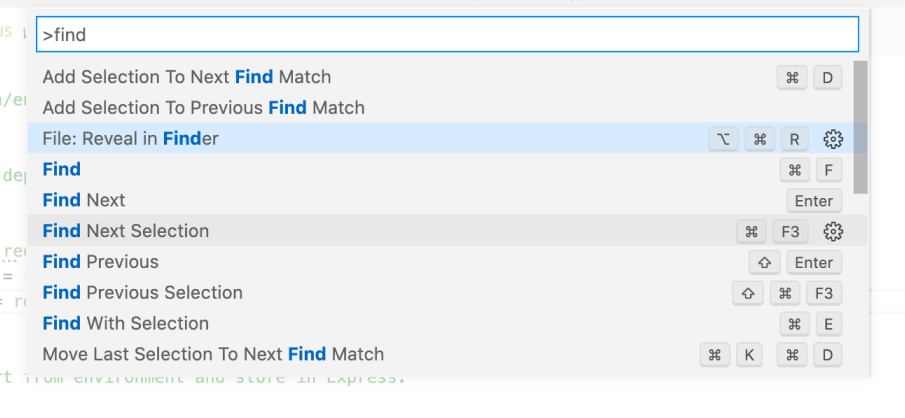 >find
Add Selection To Next Find Match ⌘ D
Add Selection To Previous Find Match
File: Reveal in Finder ⌥ ⌘ R
Find ⌘ F
Find Next Enter
Find Next Selection ⌘ F3
Find Previous ⇧ Enter
Find Previous Selection ⇧ ⌘ F3
Find With Selection ⌘ E
Move Last Selection To Next Find Match ⌘ K ⌘ D
from environment and store in Express.